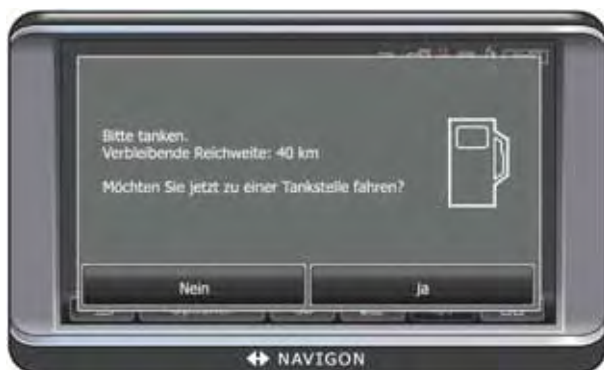 Bitte tanken.
Verbleibende Reichweite: 40 km
Möchten Sie jetzt zu einer Tankstelle fahren?
Nein
Ja
NAVIGON